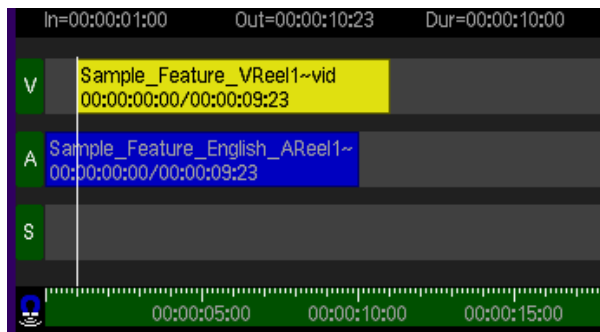 In=00:00:01:00 Out=00:00:10:23 Dur=00:00:10:00
V
Sample_Feature_VReel1~vid
00:00:00:00/00:00:09:23
A
Sample_Feature_English_AReel1~
00:00:00:00/00:00:09:23
S
00:00:05:00 00:00:10:00 00:00:15:00